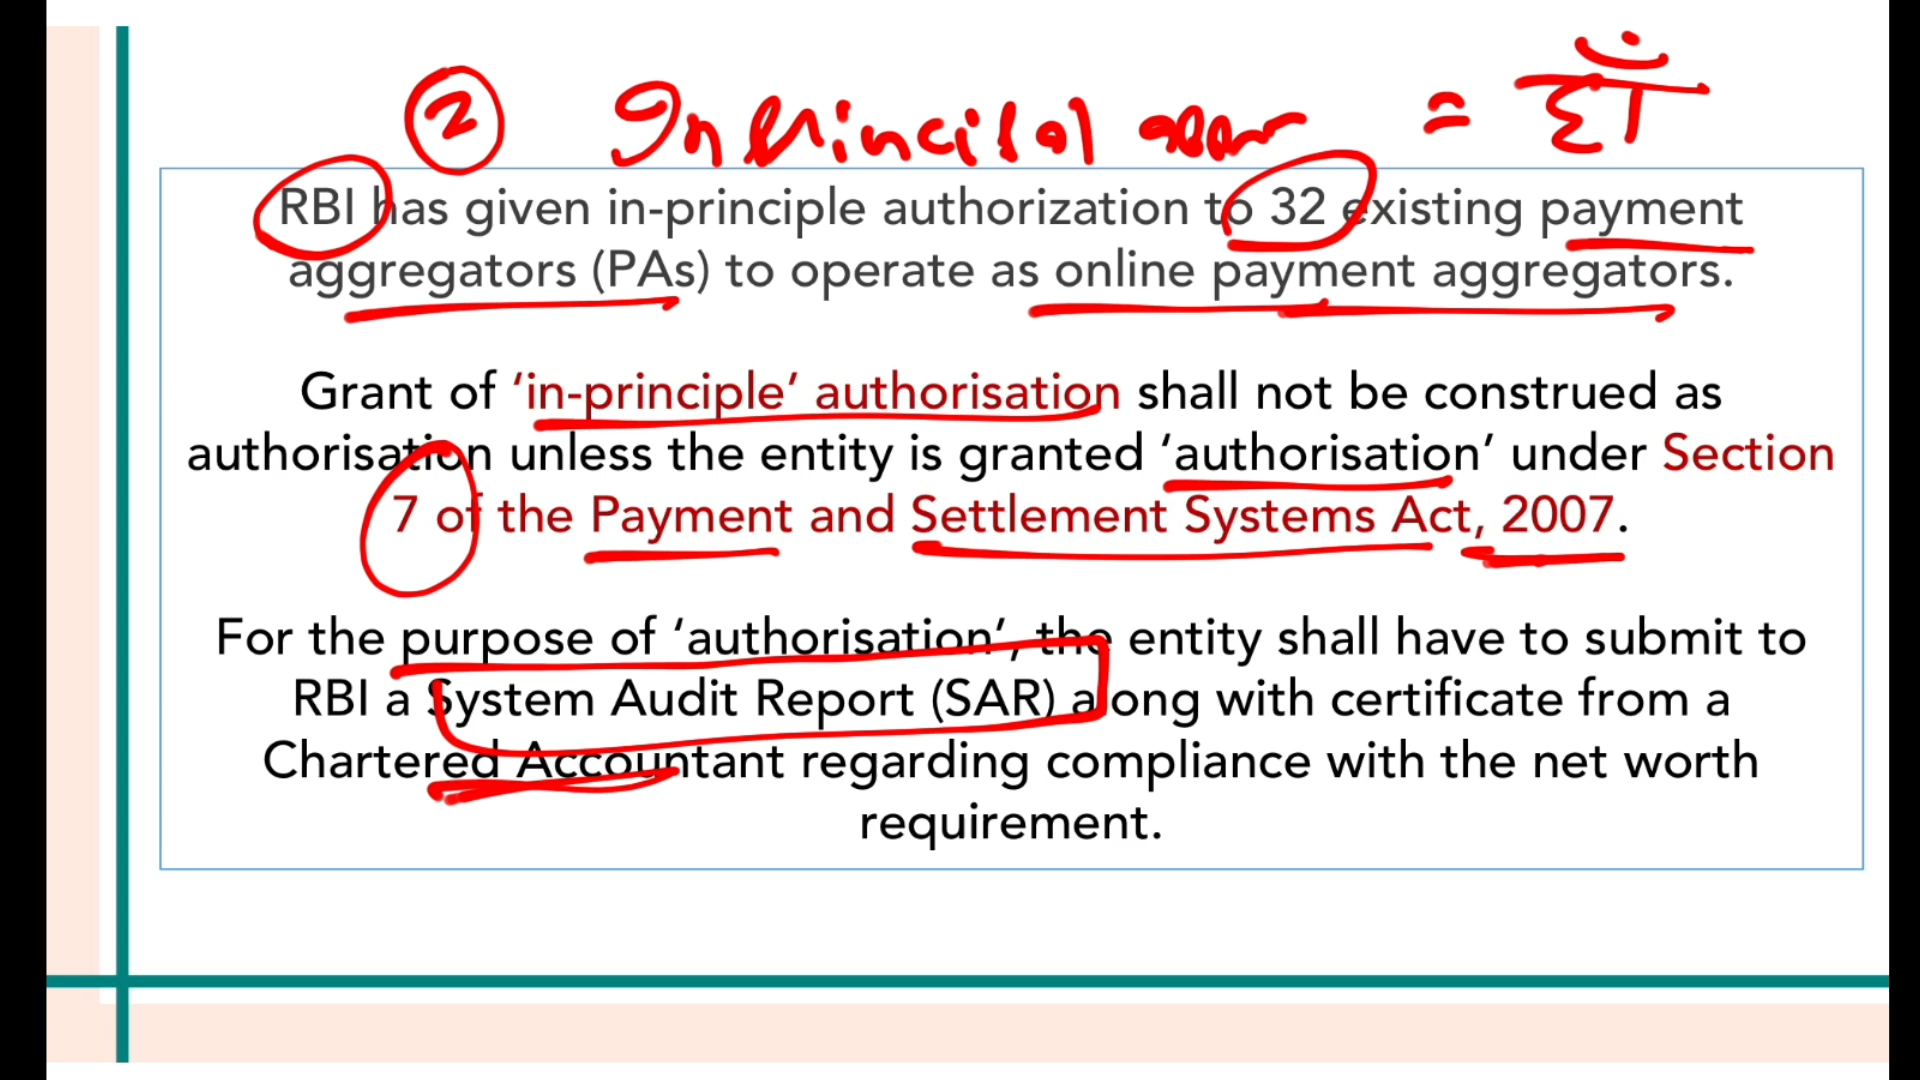 2 In principal appr = हाँ
RBI has given in-principle authorization to 32 existing payment
aggregators (PAs) to operate as online payment aggregators.
Grant of ‘in-principle’ authorisation shall not be construed as
authorisation unless the entity is granted ‘authorisation’ under Section
7 of the Payment and Settlement Systems Act, 2007.
For the purpose of ‘authorisation’, the entity shall have to submit to
RBI a System Audit Report (SAR) along with certificate from a
Chartered Accountant regarding compliance with the net worth
requirement.